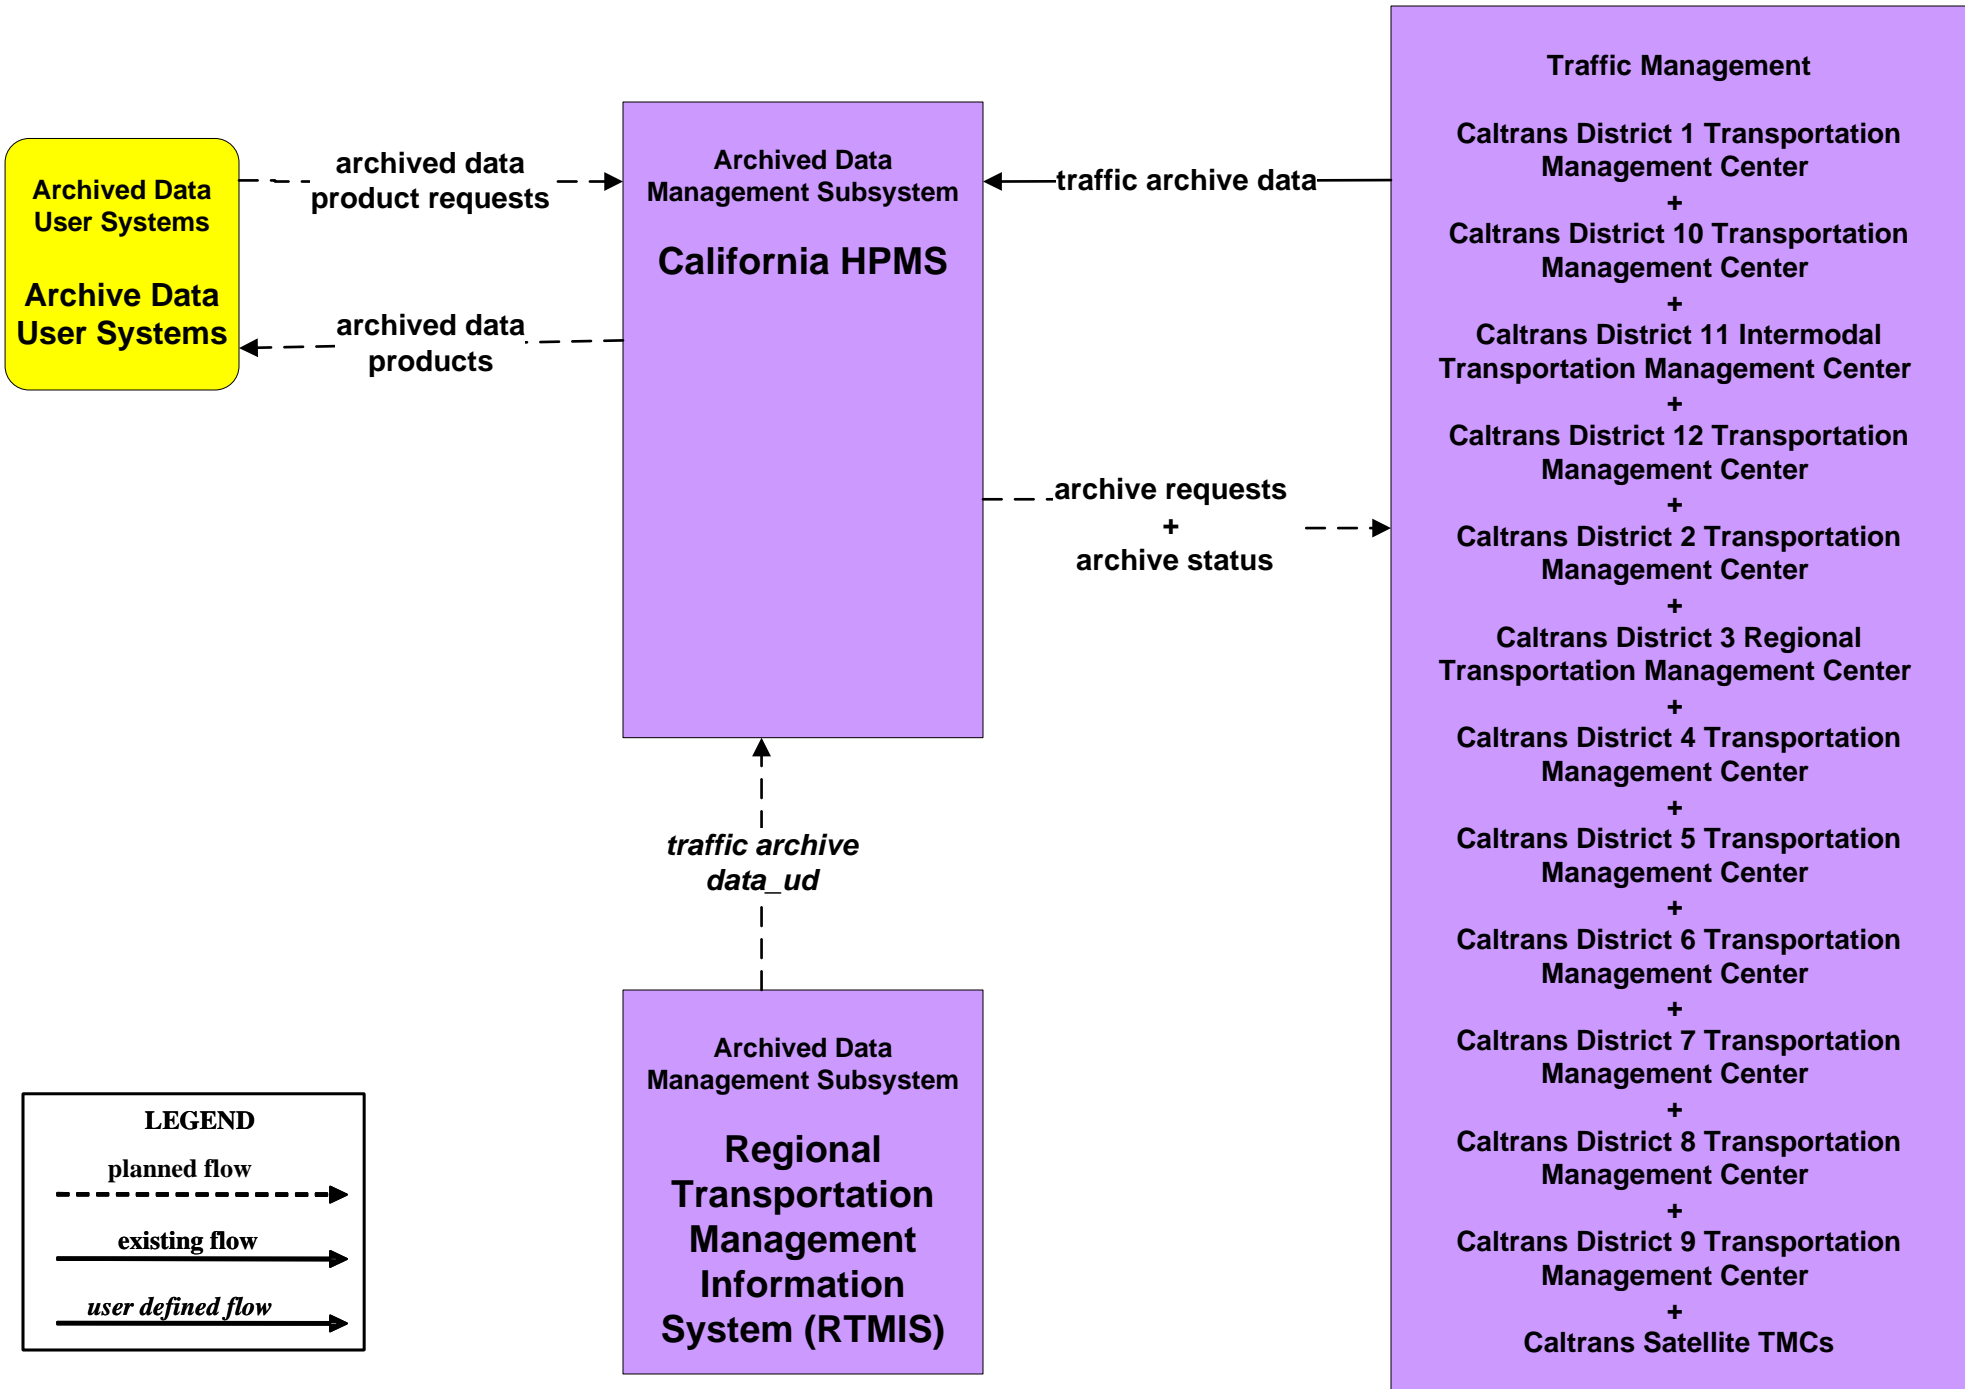 Archived Data
User Systems
Archive Data
User Systems
archived data
product requests
archived data
products
Archived Data
Management Subsystem
California HPMS
traffic archive data
archive requests
+
archive status
traffic archive
data_ud
Archived Data
Management Subsystem
Regional
Transportation
Management
Information
System (RTMIS)
Traffic Management
Caltrans District 1 Transportation
Management Center
+
Caltrans District 10 Transportation
Management Center
+
Caltrans District 11 Intermodal
Transportation Management Center
+
Caltrans District 12 Transportation
Management Center
+
Caltrans District 2 Transportation
Management Center
+
Caltrans District 3 Regional
Transportation Management Center
+
Caltrans District 4 Transportation
Management Center
+
Caltrans District 5 Transportation
Management Center
+
Caltrans District 6 Transportation
Management Center
+
Caltrans District 7 Transportation
Management Center
+
Caltrans District 8 Transportation
Management Center
+
Caltrans District 9 Transportation
Management Center
+
Caltrans Satellite TMCs
LEGEND
planned flow
existing flow
user defined flow